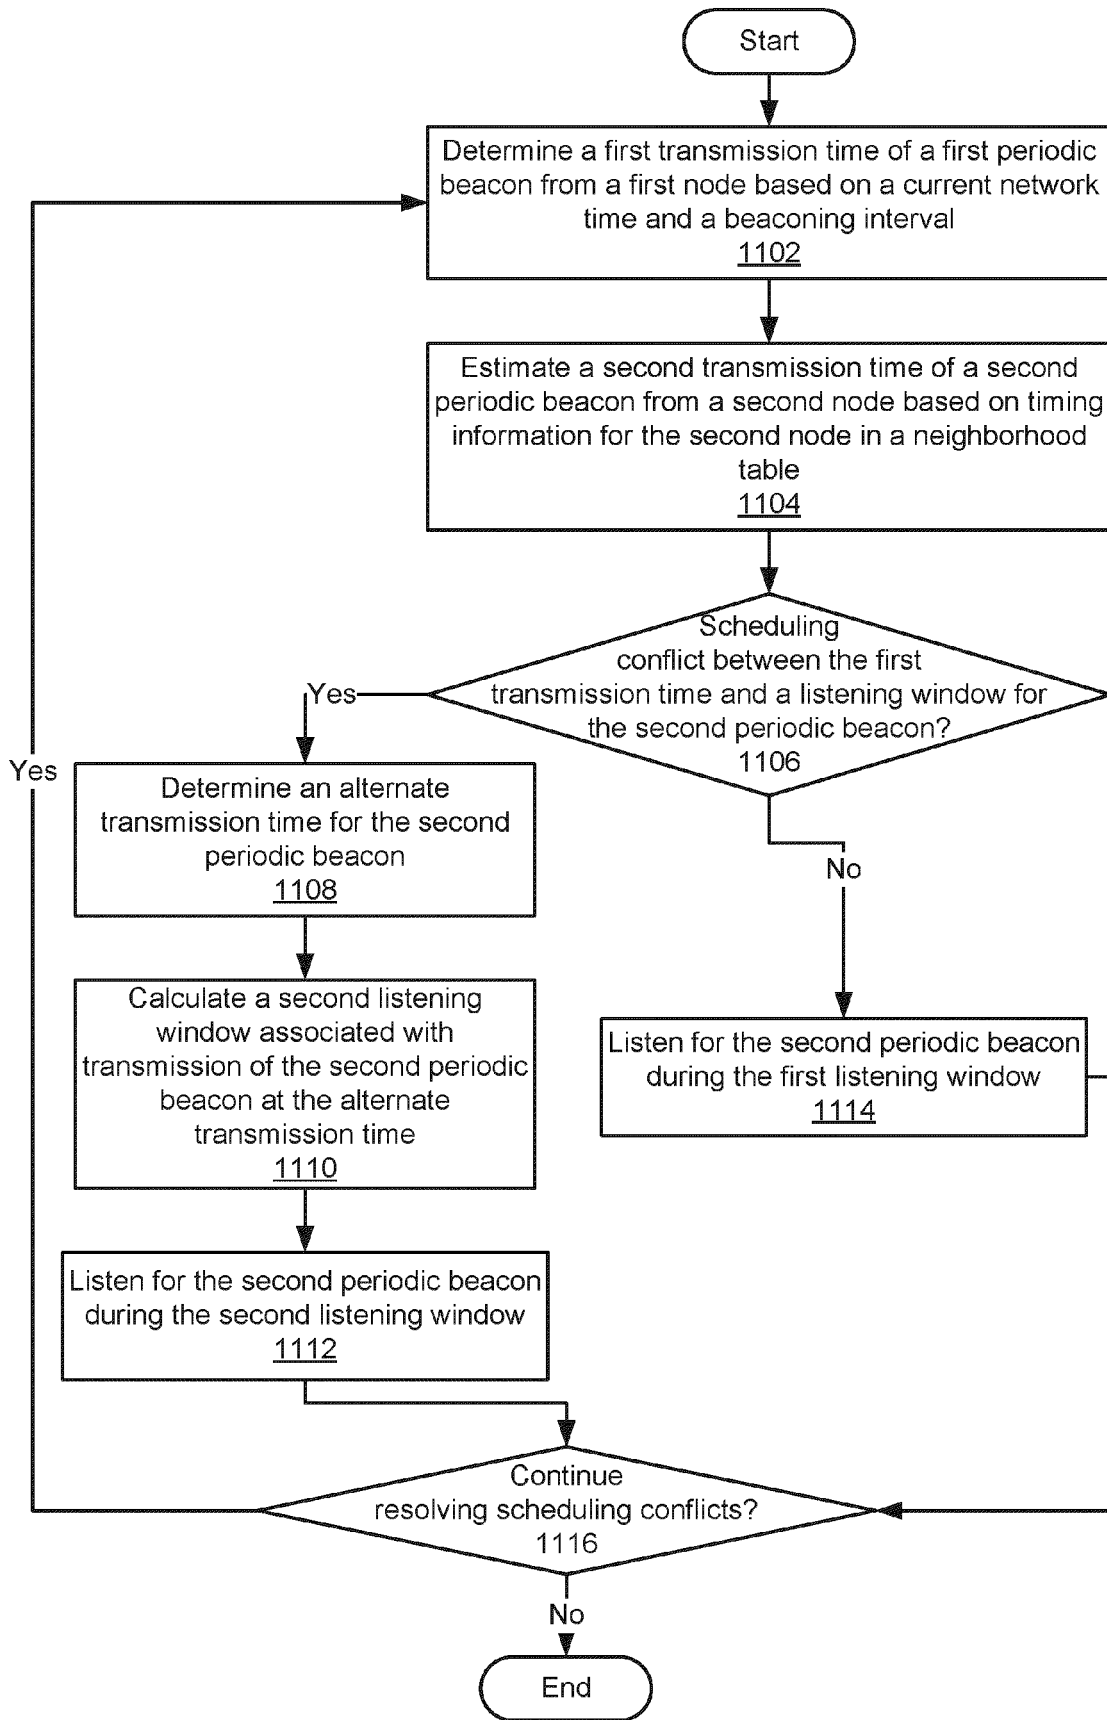 Start
Determine a first transmission time of a first periodic
beacon from a first node based on a current network
time and a beaconing interval
1102
Estimate a second transmission time of a second
periodic beacon from a second node based on timing
information for the second node in a neighborhood
table
1104
Scheduling
conflict between the first
transmission time and a listening window for
the second periodic beacon?
1106
Yes
No
Yes
Determine an alternate
transmission time for the second
periodic beacon
1108
Calculate a second listening
window associated with
transmission of the second periodic
beacon at the alternate
transmission time
1110
Listen for the second periodic beacon
during the first listening window
1114
Listen for the second periodic beacon
during the second listening window
1112
Continue
resolving scheduling conflicts?
1116
No
End